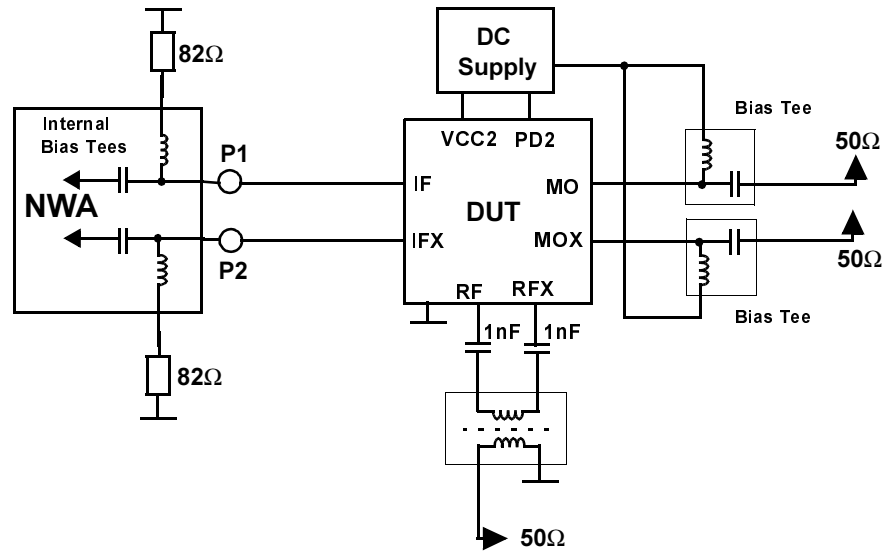 82Ω
DC
Supply
Internal
Bias Tees
P1
VCC2 PD2
Bias Tee
50Ω
IF
MO
NWA
DUT
IFX
MOX
P2
50Ω
RF RFX
1nF 1nF
Bias Tee
82Ω
50Ω